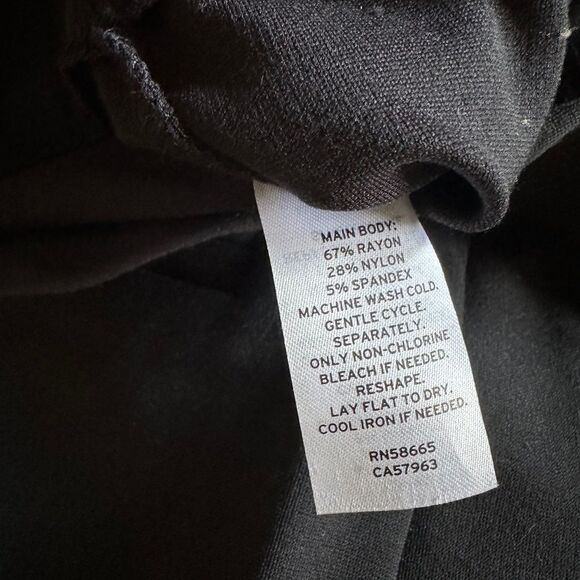 MAIN BODY:
67% RAYON
28% NYLON
5% SPANDEX
MACHINE WASH COLD.
GENTLE CYCLE.
SEPARATELY.
ONLY NON-CHLORINE
BLEACH IF NEEDED.
RESHAPE.
LAY FLAT TO DRY.
COOL IRON IF NEEDED.
RN58665
CA57963